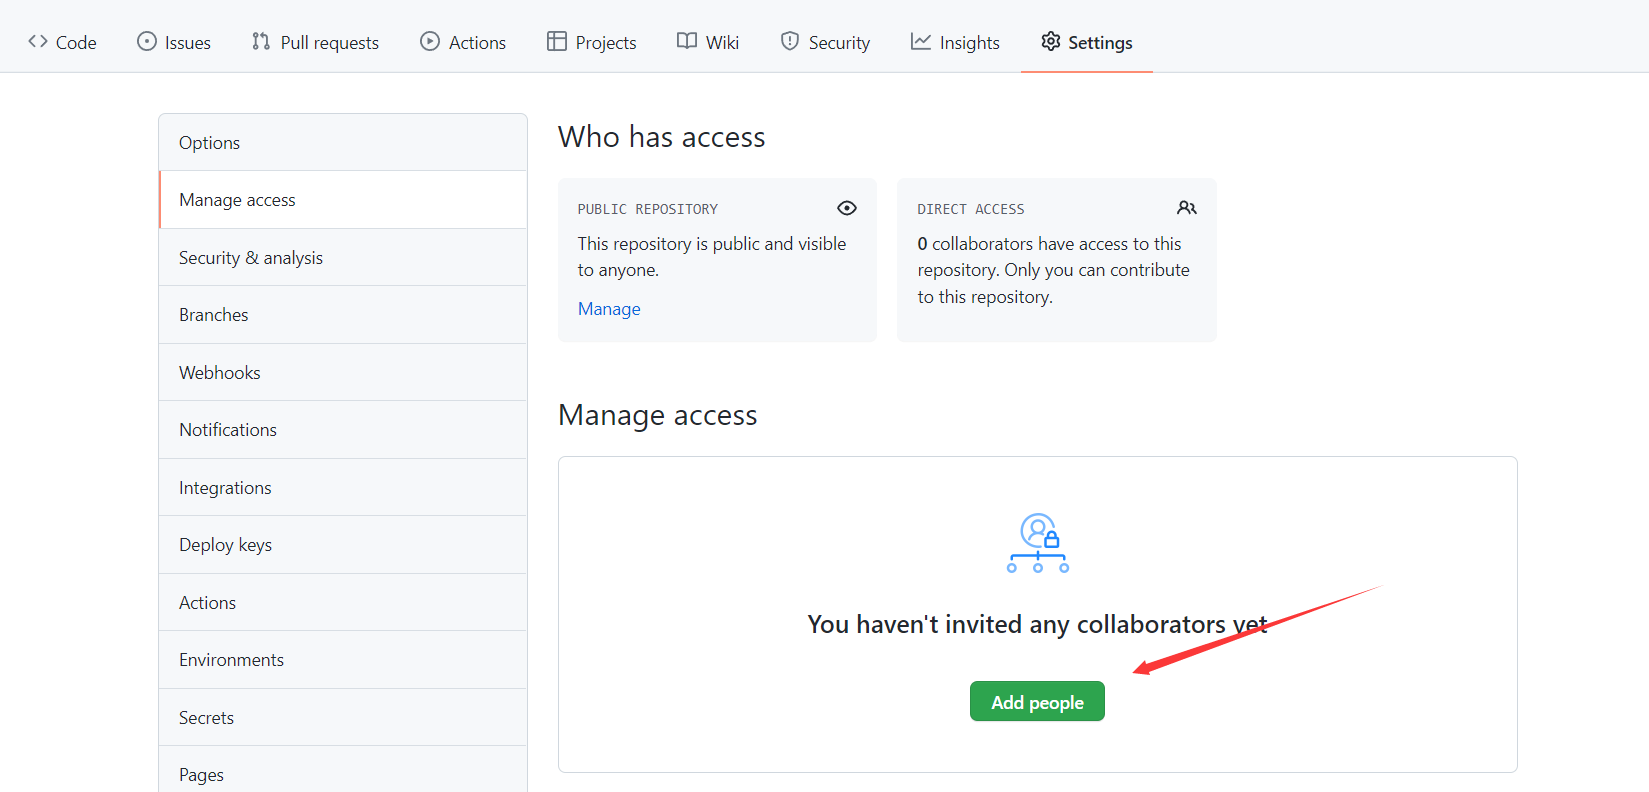 Code Issues Pull requests Actions Projects Wiki Security Insights Settings
Options
Manage access
Security & analysis
Branches
Webhooks
Notifications
Integrations
Deploy keys
Actions
Environments
Secrets
Pages
Who has access
PUBLIC REPOSITORY
This repository is public and visible
to anyone.
Manage
DIRECT ACCESS
0 collaborators have access to this
repository. Only you can contribute
to this repository.
Manage access
You haven't invited any collaborators yet
Add people